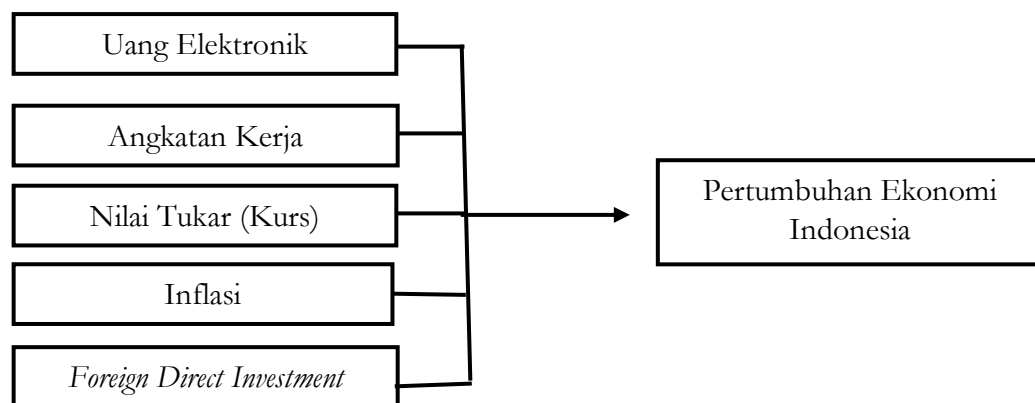 Uang Elektronik
Angkatan Kerja
Nilai Tukar (Kurs)
Inflasi
Foreign Direct Investment
Pertumbuhan Ekonomi
Indonesia